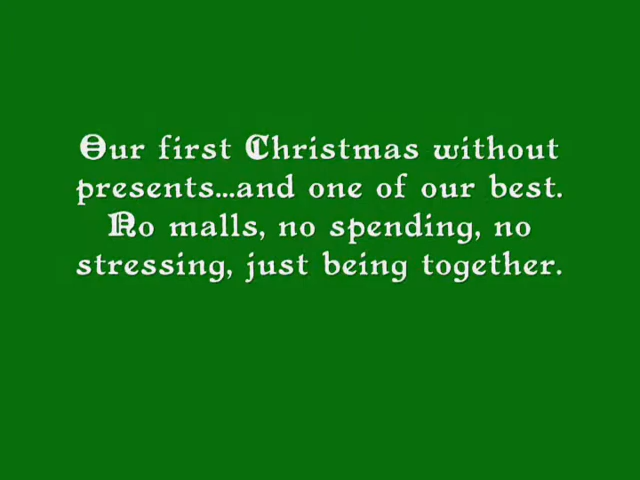 Our first Christmas without
presents...and one of our best.
No malls, no spending, no
stressing, just being together.